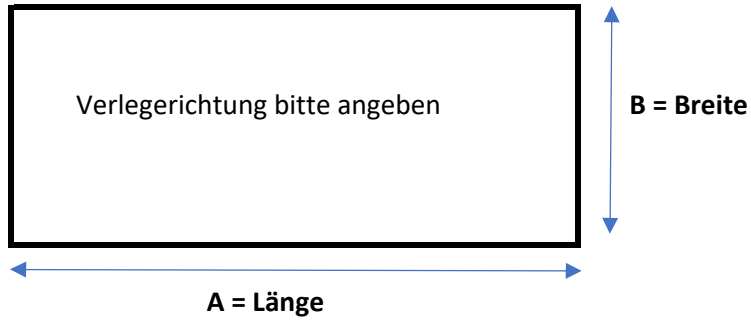 Verlegerichtung bitte angeben
B = Breite
A = Länge